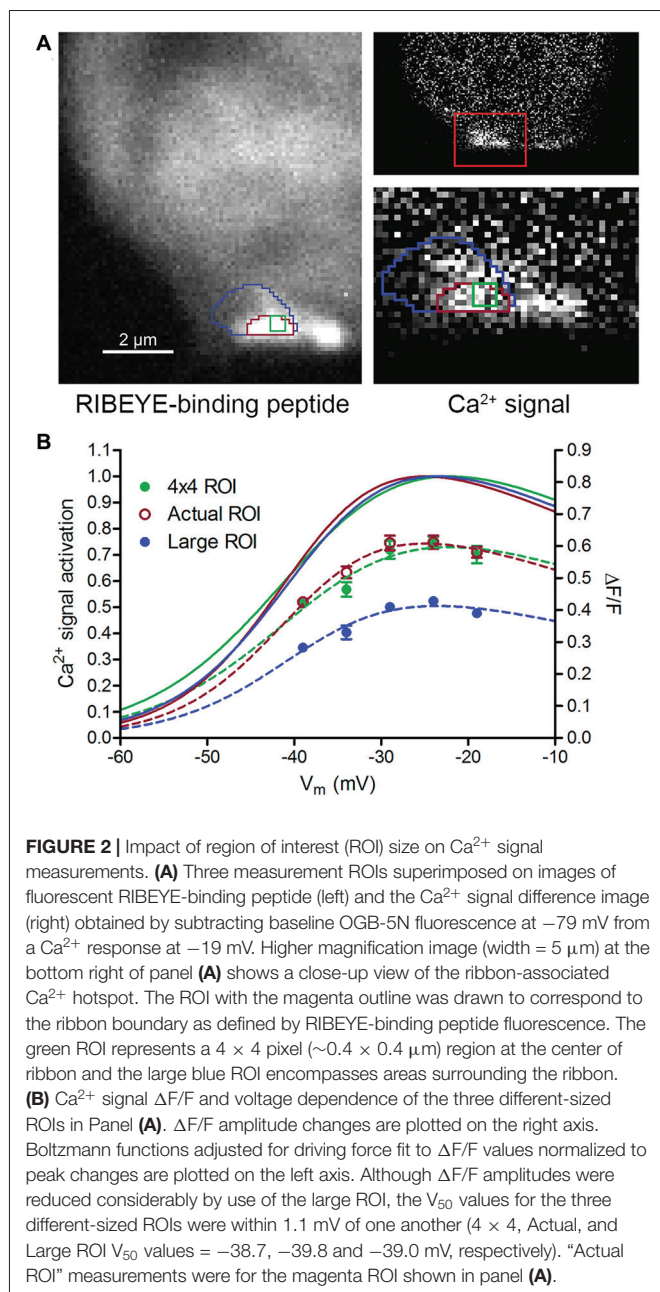 A
2 μm
RIBEYE-binding peptide
Ca²⁺ signal
B
1.1
1.0
0.9
0.8
0.7
0.6
0.5
0.4
0.3
0.2
0.1
0.0
Ca²⁺ signal activation
4x4 ROI
Actual ROI
Large ROI
0.9
0.8
0.7
0.6
0.5
0.4
0.3
0.2
0.1
0.0
ΔF/F
-60 -50 -40 -30 -20 -10
Vₘ (mV)
FIGURE 2 | Impact of region of interest (ROI) size on Ca²⁺ signal
measurements. (A) Three measurement ROIs superimposed on images of
fluorescent RIBEYE-binding peptide (left) and the Ca²⁺ signal difference image
(right) obtained by subtracting baseline OGB-5N fluorescence at −79 mV from
a Ca²⁺ response at −19 mV. Higher magnification image (width = 5 μm) at the
bottom right of panel (A) shows a close-up view of the ribbon-associated
Ca²⁺ hotspot. The ROI with the magenta outline was drawn to correspond to
the ribbon boundary as defined by RIBEYE-binding peptide fluorescence. The
green ROI represents a 4 × 4 pixel (∼0.4 × 0.4 μm) region at the center of
ribbon and the large blue ROI encompasses areas surrounding the ribbon.
(B) Ca²⁺ signal ΔF/F and voltage dependence of the three different-sized
ROIs in Panel (A). ΔF/F amplitude changes are plotted on the right axis.
Boltzmann functions adjusted for driving force fit to ΔF/F values normalized to
peak changes are plotted on the left axis. Although ΔF/F amplitudes were
reduced considerably by use of the large ROI, the V₅₀ values for the three
different-sized ROIs were within 1.1 mV of one another (4 × 4, Actual, and
Large ROI V₅₀ values = −38.7, −39.8 and −39.0 mV, respectively). “Actual
ROI” measurements were for the magenta ROI shown in panel (A).